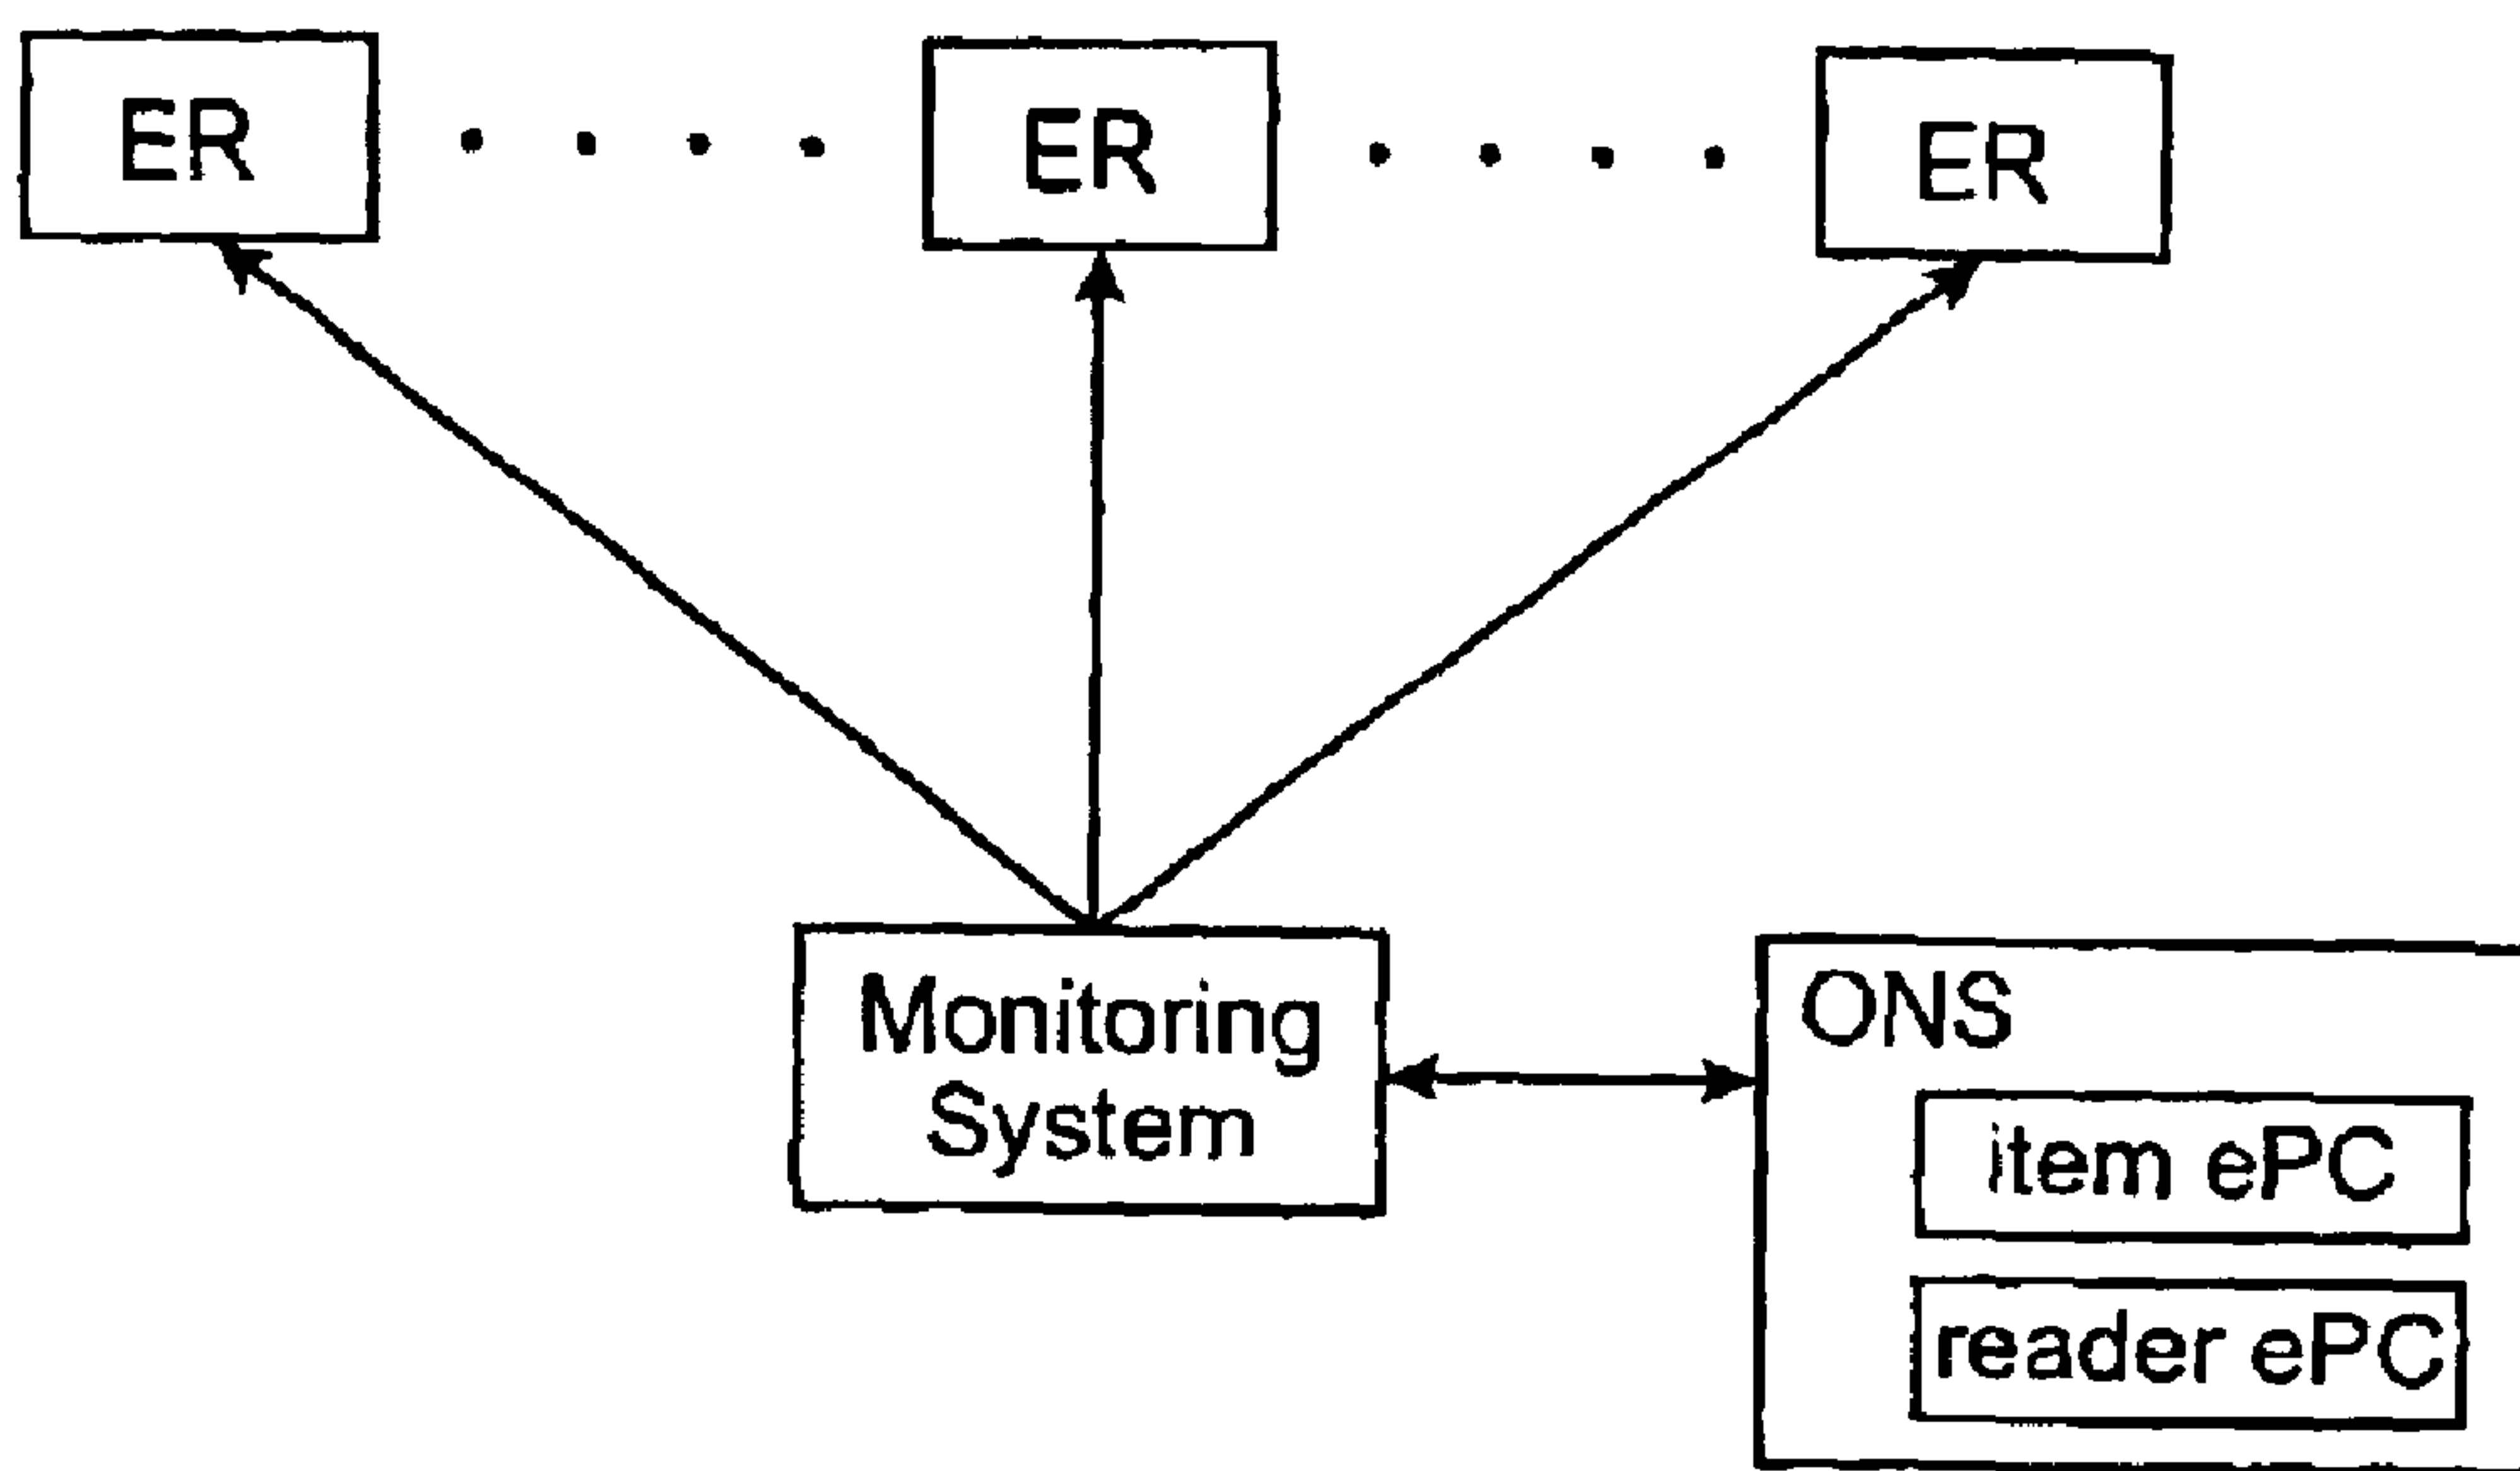 ER
ER
ER
Monitoring
System
ONS
item ePC
reader ePC